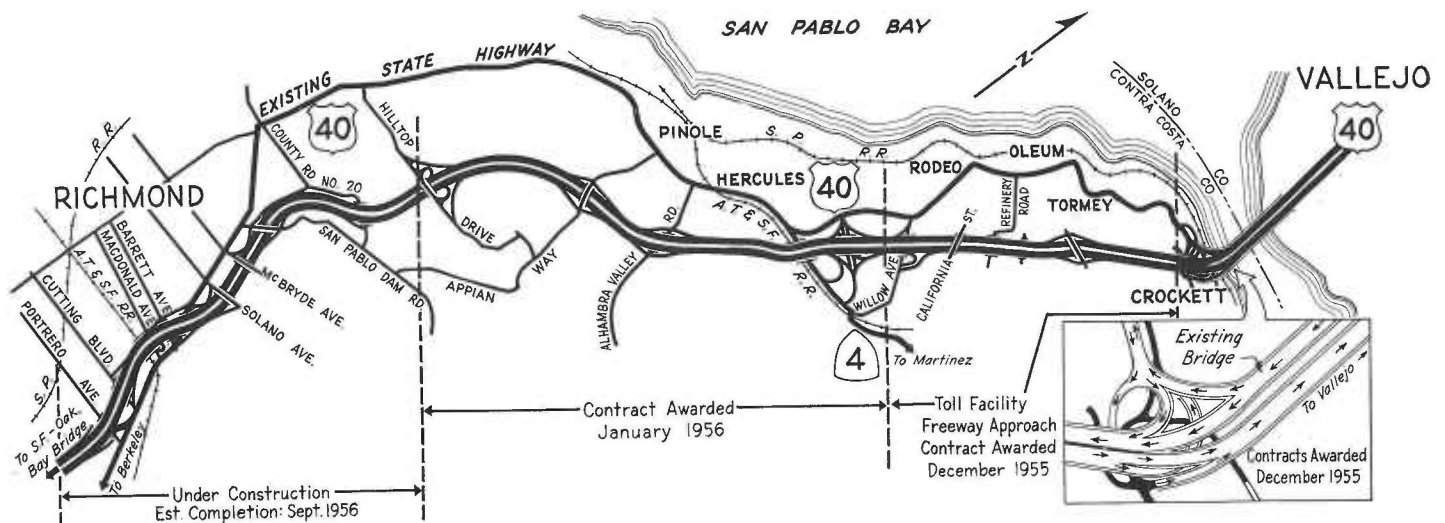 SAN PABLO BAY
N
SOLANO
CONTRA COSTA
CO.
CO.
VALLEJO
40
EXISTING STATE HIGHWAY
40
R.R.
COUNTY RD NO. 20
HILLTOP
DRIVE
PINOLE
S. P. R R
HERCULES
40
RODEO
OLEUM
TORMEY
RICHMOND
BARRETT AVE
MACDONALD AVE
A.T & S.F. RR
CUTTING BLVD
PORTRERO AVE
S. P.
SAN PABLO DAM RD
MCBRYDE AVE.
SOLANO AVE.
APPIAN WAY
ALHAMBRA VALLEY RD.
A.T & S.F. R.R.
WILLOW AVE
CALIFORNIA ST.
REFINERY ROAD
CROCKETT
4
To Martinez
To S.F.-Oak.
Bay Bridge
To Berkeley
Under Construction
Est. Completion: Sept. 1956
Contract Awarded
January 1956
Toll Facility
Freeway Approach
Contract Awarded
December 1955
Existing
Bridge
To Vallejo
Contracts Awarded
December 1955